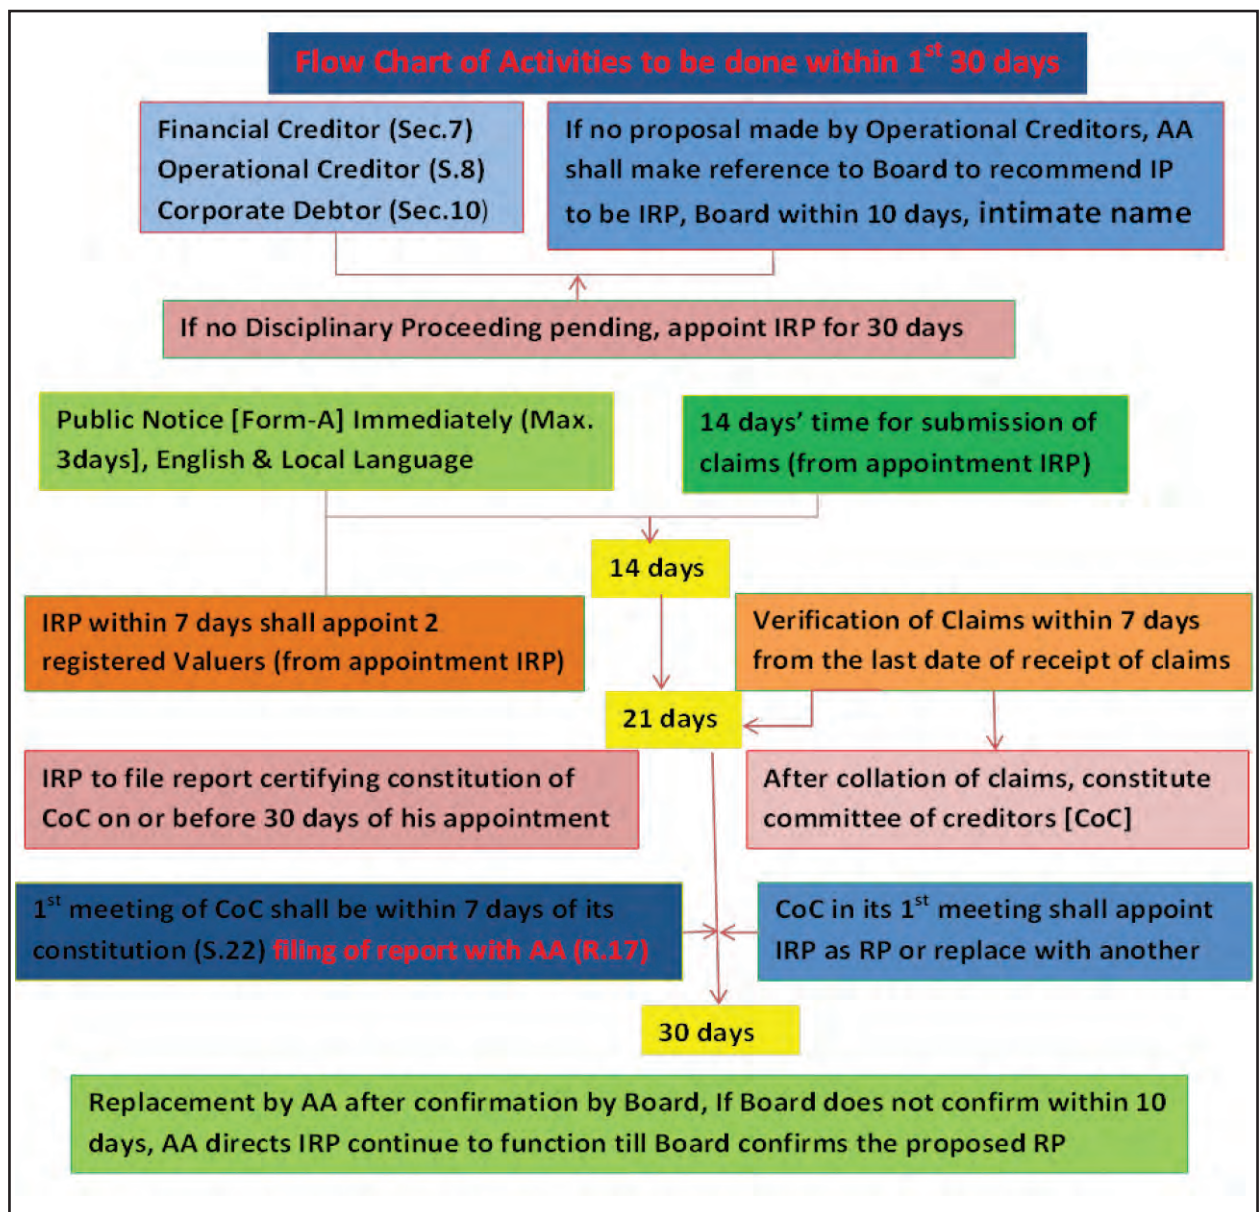 Flow Chart of Activities to be done within 1st 30 days
Financial Creditor (Sec.7)
Operational Creditor (S.8)
Corporate Debtor (Sec.10)
If no proposal made by Operational Creditors, AA
shall make reference to Board to recommend IP
to be IRP, Board within 10 days, intimate name
If no Disciplinary Proceeding pending, appoint IRP for 30 days
Public Notice [Form-A] Immediately (Max.
3days], English & Local Language
14 days' time for submission of
claims (from appointment IRP)
14 days
IRP within 7 days shall appoint 2
registered Valuers (from appointment IRP)
Verification of Claims within 7 days
from the last date of receipt of claims
21 days
IRP to file report certifying constitution of
CoC on or before 30 days of his appointment
After collation of claims, constitute
committee of creditors [CoC]
1st meeting of CoC shall be within 7 days of its
constitution (S.22) filing of report with AA (R.17)
CoC in its 1st meeting shall appoint
IRP as RP or replace with another
30 days
Replacement by AA after confirmation by Board, If Board does not confirm within 10
days, AA directs IRP continue to function till Board confirms the proposed RP